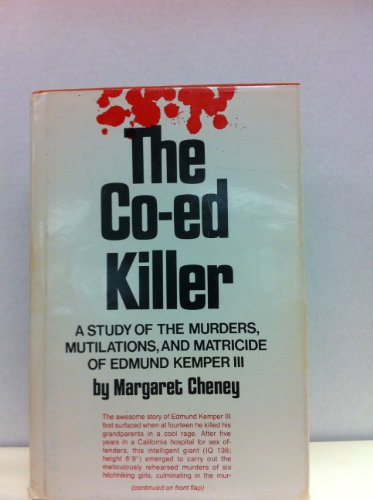 The
Co-ed
Killer
A STUDY OF THE MURDERS,
MUTILATIONS, AND MATRICIDE
OF EDMUND KEMPER III
by Margaret Cheney
The awesome story of Edmund Kemper III
first surfaced when at fourteen he killed his
grandparents in a cool rage. After five
years in a California hospital for sex of-
fenders, this intelligent giant (IQ 136;
height 6'9") emerged to carry out the
meticulously rehearsed murders of six
hitchhiking girls, culminating in the mur-
(continued on front flap)